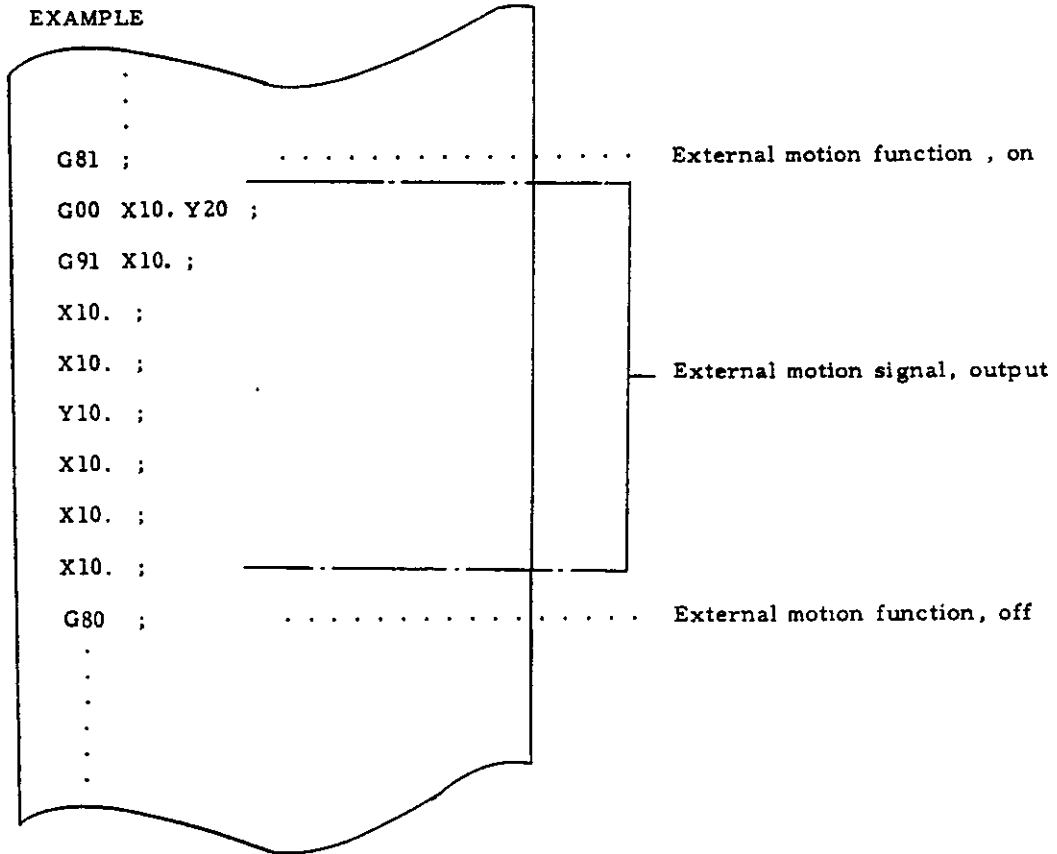 EXAMPLE
G81 ; External motion function , on
G00 X10. Y20 ;
G91 X10. ;
X10. ;
X10. ;
External motion signal, output
Y10. ;
X10. ;
X10. ;
X10. ;
G80 ; External motion function, off